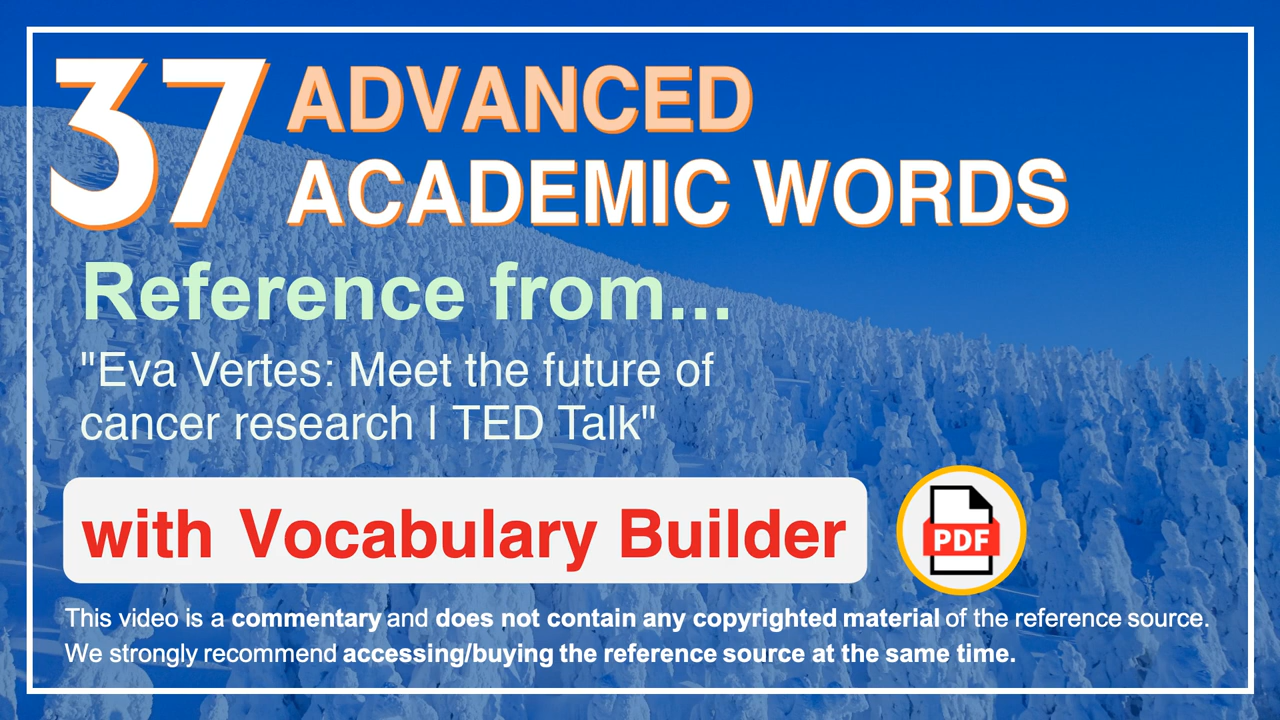 37 ADVANCED
ACADEMIC WORDS
Reference from...
"Eva Vertes: Meet the future of
cancer research | TED Talk"
with Vocabulary Builder
PDF
This video is a commentary and does not contain any copyrighted material of the reference source.
We strongly recommend accessing/buying the reference source at the same time.